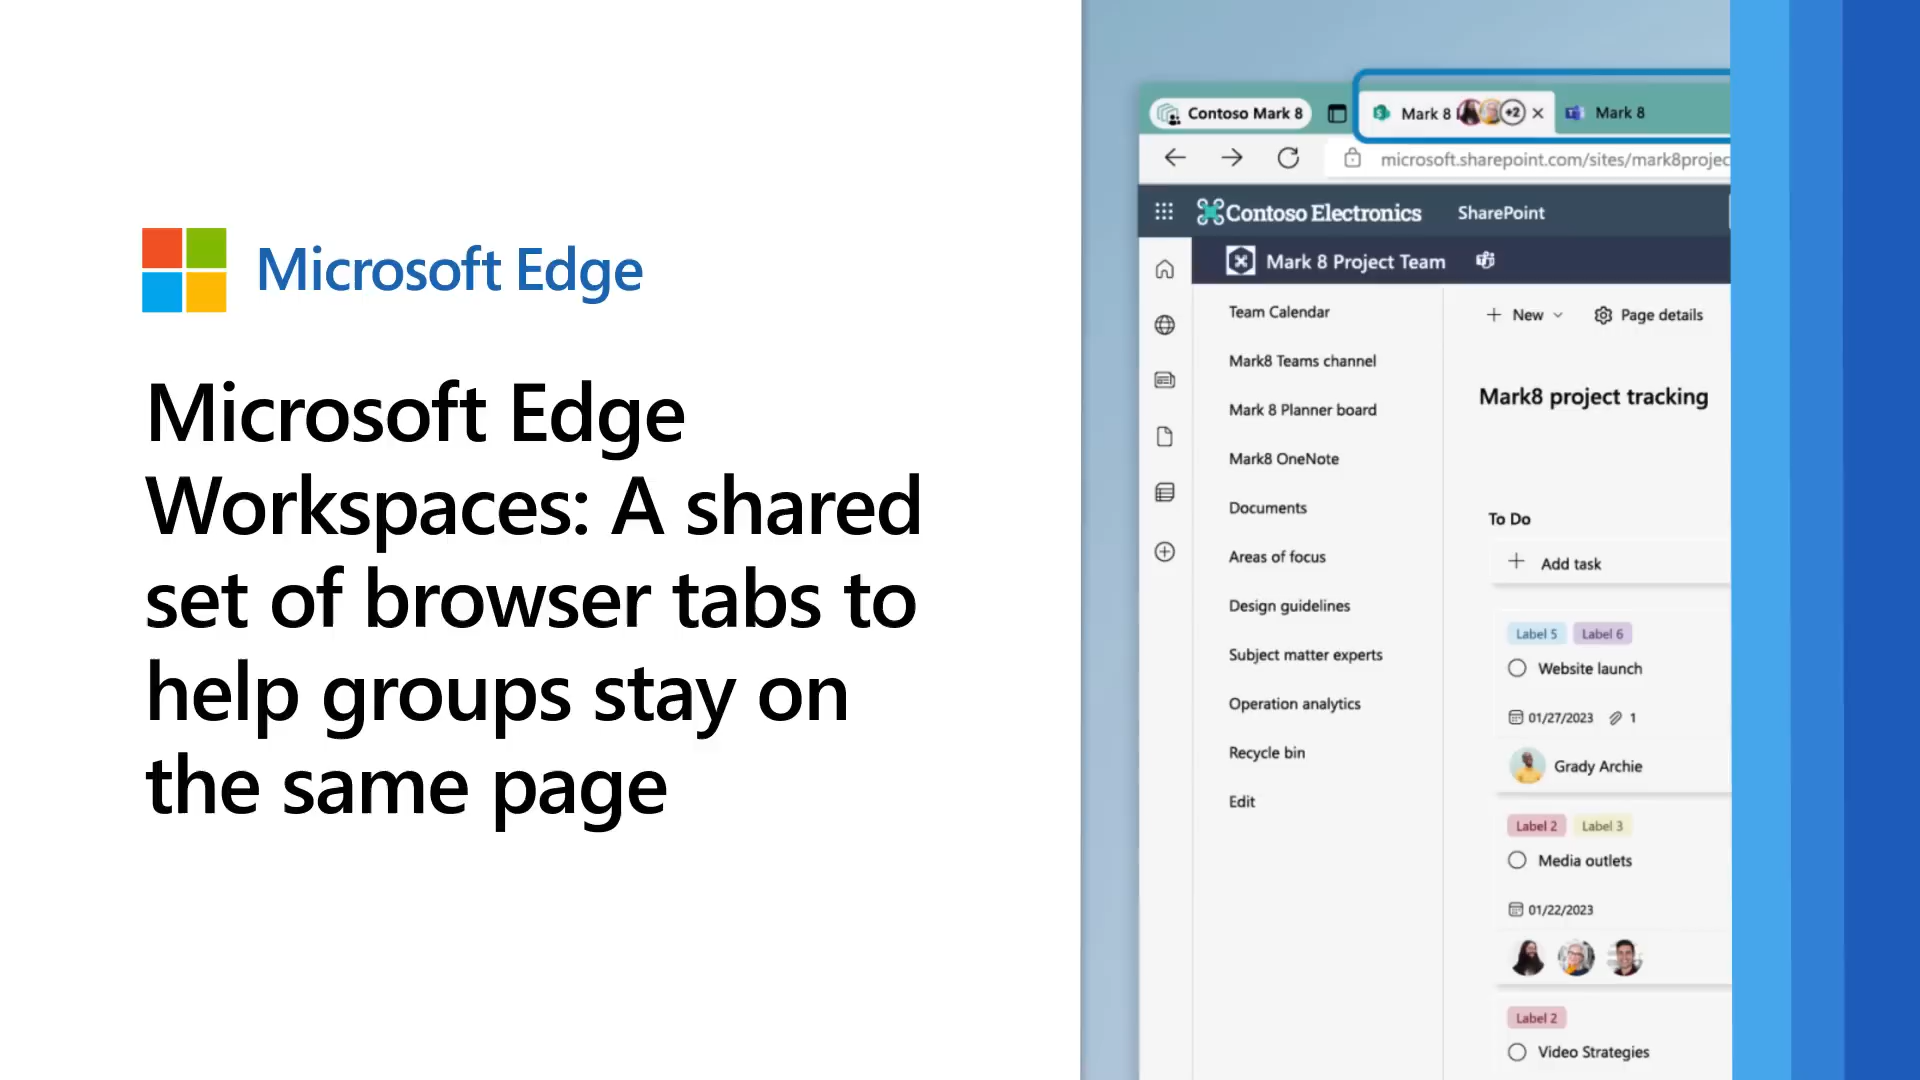 Microsoft Edge
Microsoft Edge
Workspaces: A shared
set of browser tabs to
help groups stay on
the same page
Contoso Mark 8
Mark 8
+2
Mark 8
microsoft.sharepoint.com/sites/mark8projec
Contoso Electronics
SharePoint
Mark 8 Project Team
Team Calendar
Mark8 Teams channel
Mark 8 Planner board
Mark8 OneNote
Documents
Areas of focus
Design guidelines
Subject matter experts
Operation analytics
Recycle bin
Edit
New
Page details
Mark8 project tracking
To Do
Add task
Label 5 Label 6
Website launch
01/27/2023 1
Grady Archie
Label 2 Label 3
Media outlets
01/22/2023
Label 2
Video Strategies